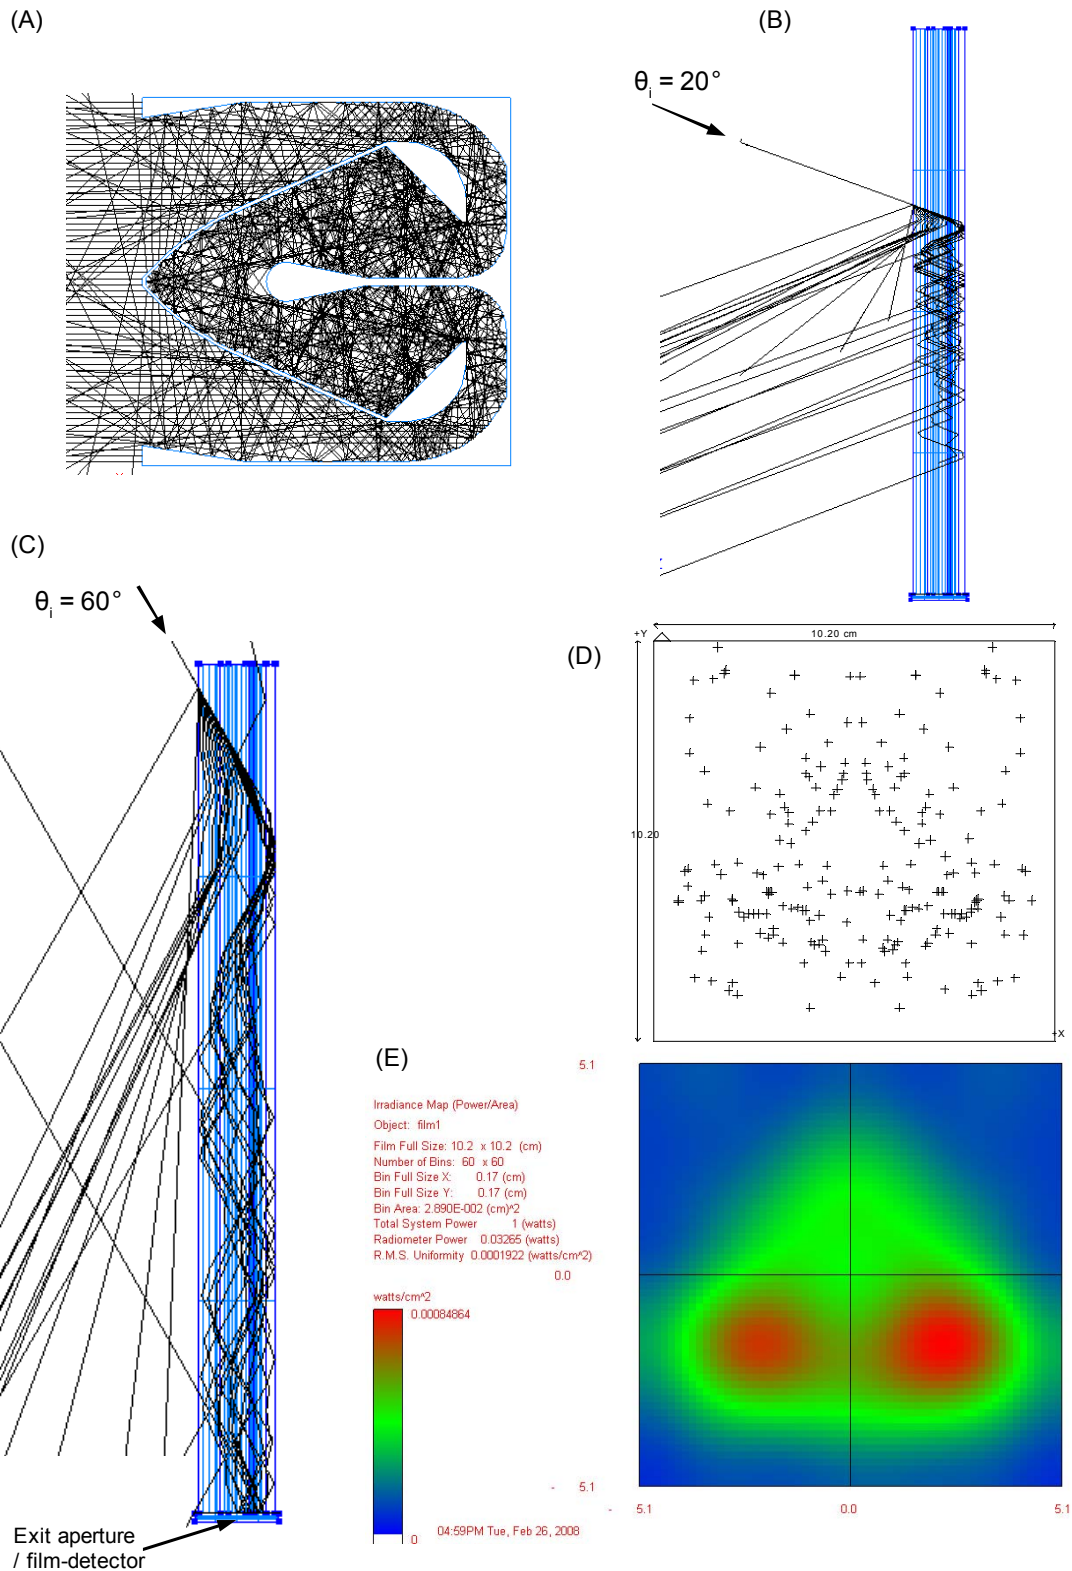 (A)
(B)
θi = 20°
(C)
θi = 60°
(D)
+Y
10.20 cm
10.20
-X
(E)
5.1
Irradiance Map (Power/Area)
Object: film1
Film Full Size: 10.2 x 10.2 (cm)
Number of Bins: 60 x 60
Bin Full Size X: 0.17 (cm)
Bin Full Size Y: 0.17 (cm)
Bin Area: 2.890E-002 (cm)^2
Total System Power 1 (watts)
Radiometer Power 0.03265 (watts)
R.M.S. Uniformity 0.0001922 (watts/cm^2)
0.0
watts/cm^2
0.00084864
- 5.1
- 5.1 0.0 5.1
0 04:59PM Tue, Feb 26, 2008
Exit aperture
/ film-detector